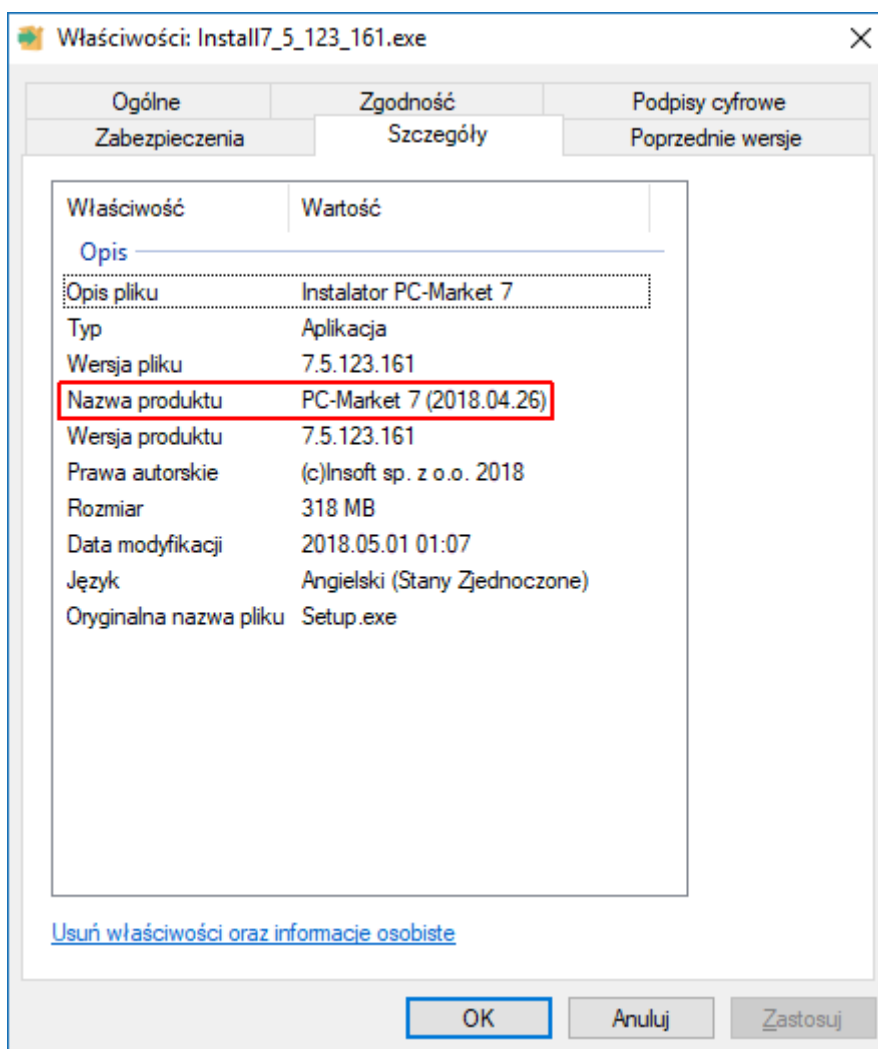 Właściwości: Install7_5_123_161.exe
Ogólne Zgodność Podpisy cyfrowe
Zabezpieczenia Szczegóły Poprzednie wersje
Właściwość Wartość
Opis
Opis pliku Instalator PC-Market 7
Typ Aplikacja
Wersja pliku 7.5.123.161
Nazwa produktu PC-Market 7 (2018.04.26)
Wersja produktu 7.5.123.161
Prawa autorskie (c)Insoft sp. z o.o. 2018
Rozmiar 318 MB
Data modyfikacji 2018.05.01 01:07
Język Angielski (Stany Zjednoczone)
Oryginalna nazwa pliku Setup.exe
Usuń właściwości oraz informacje osobiste
OK Anuluj Zastosuj